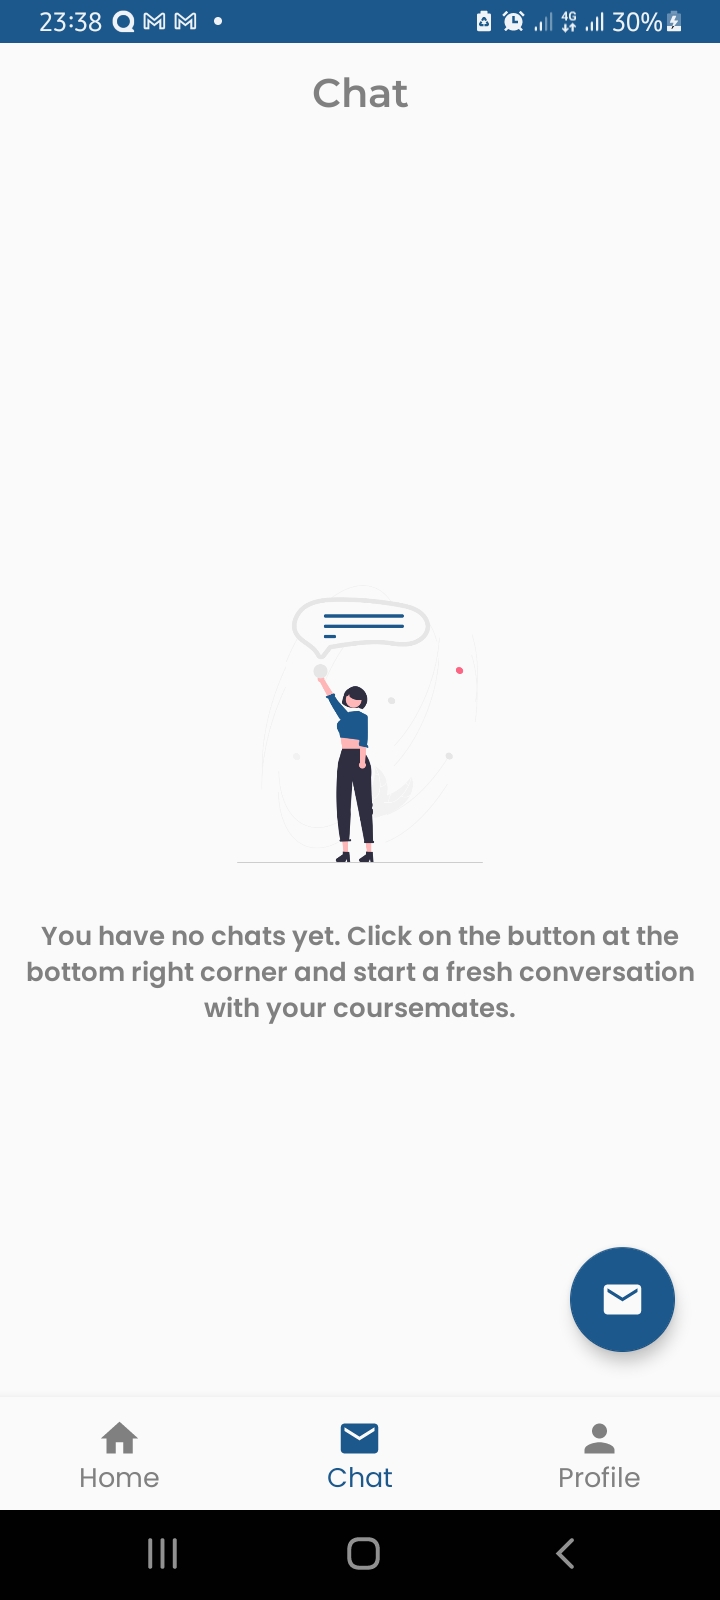 23:38 4G 30%
Chat
You have no chats yet. Click on the button at the
bottom right corner and start a fresh conversation
with your coursemates.
Home Chat Profile